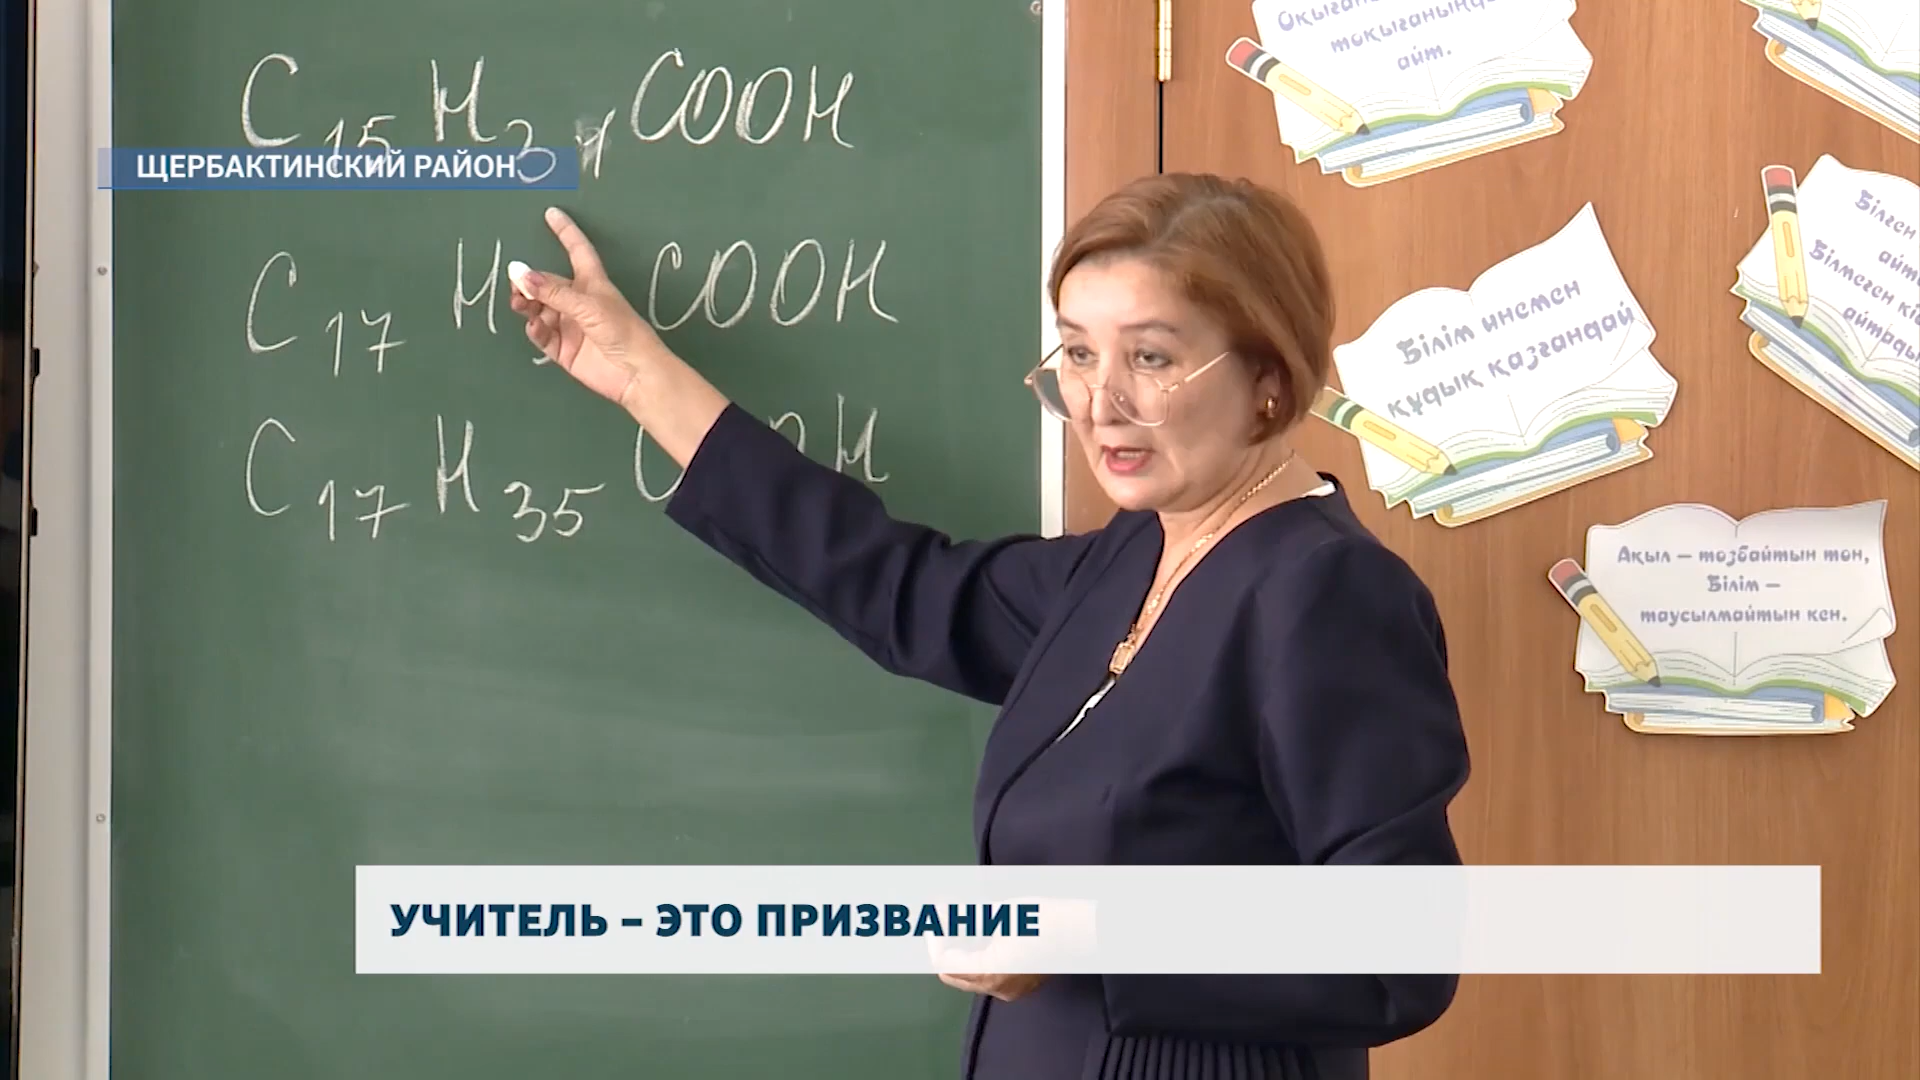 C15H31COOH
ЩЕРБАКТИНСКИЙ РАЙОН
C17H COOH
C17H35
тоқығаныңды
айт.
Білген
Білмеген
Білім инемен
құдық қазғандай
Ақыл – тозбайтын тон,
Білім –
таусылмайтын кен.
УЧИТЕЛЬ – ЭТО ПРИЗВАНИЕ